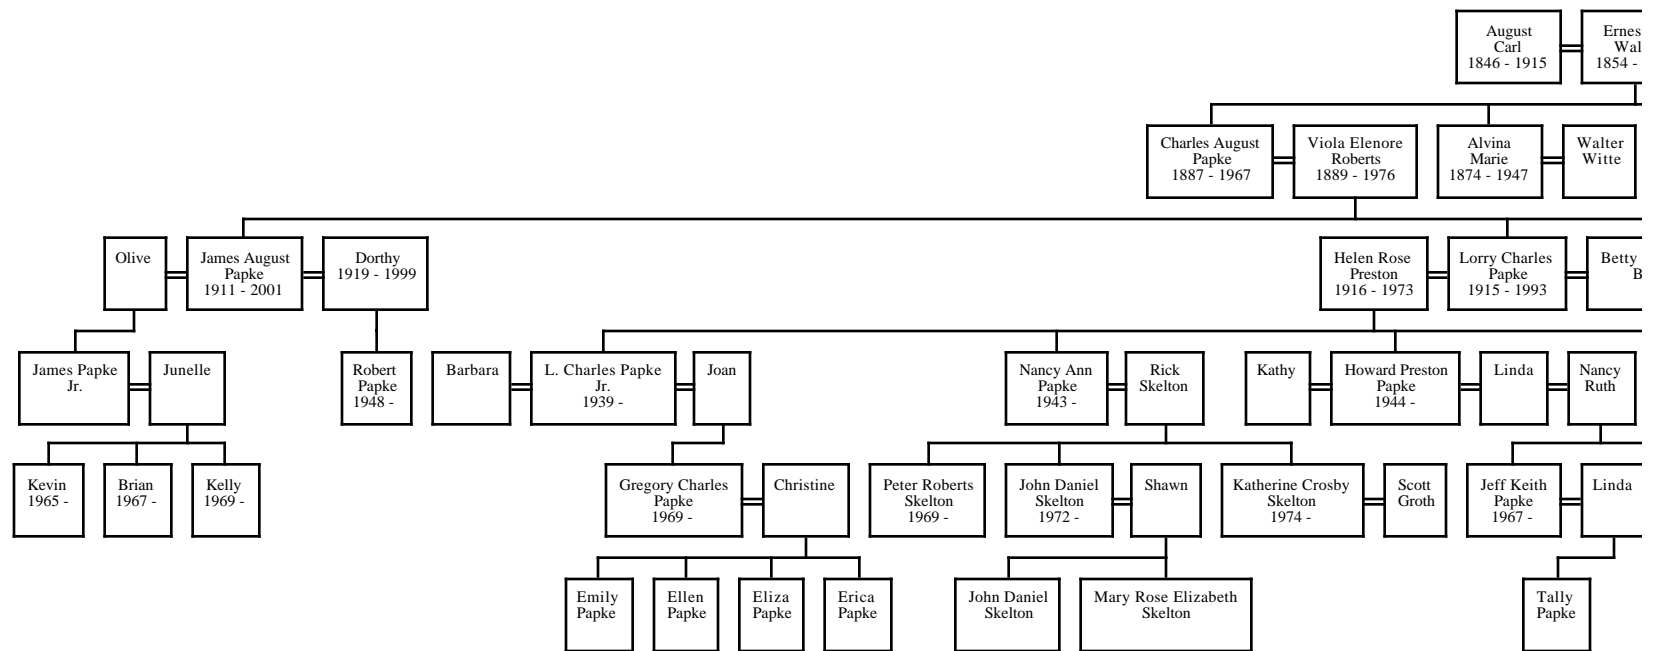 August
Carl
1846 - 1915
1854 -
Charles August
Papke
1887 - 1967
Viola Elenore
Roberts
1889 - 1976
Alvina
Marie
1874 - 1947
Walter
Witte
Olive
James August
Papke
1911 - 2001
Dorthy
1919 - 1999
Helen Rose
Preston
1916 - 1973
Lorry Charles
Papke
1915 - 1993
Betty
B
James Papke
Jr.
Junelle
Robert
Papke
1948 -
Barbara
L. Charles Papke
Jr.
1939 -
Joan
Nancy Ann
Papke
1943 -
Rick
Skelton
Kathy
Howard Preston
Papke
1944 -
Linda
Nancy
Ruth
Kevin
1965 -
Brian
1967 -
Kelly
1969 -
Gregory Charles
Papke
1969 -
Christine
Peter Roberts
Skelton
1969 -
John Daniel
Skelton
1972 -
Shawn
Katherine Crosby
Skelton
1974 -
Scott
Groth
Jeff Keith
Papke
1967 -
Linda
Emily
Papke
Ellen
Papke
Eliza
Papke
Erica
Papke
John Daniel
Skelton
Mary Rose Elizabeth
Skelton
Tally
Papke